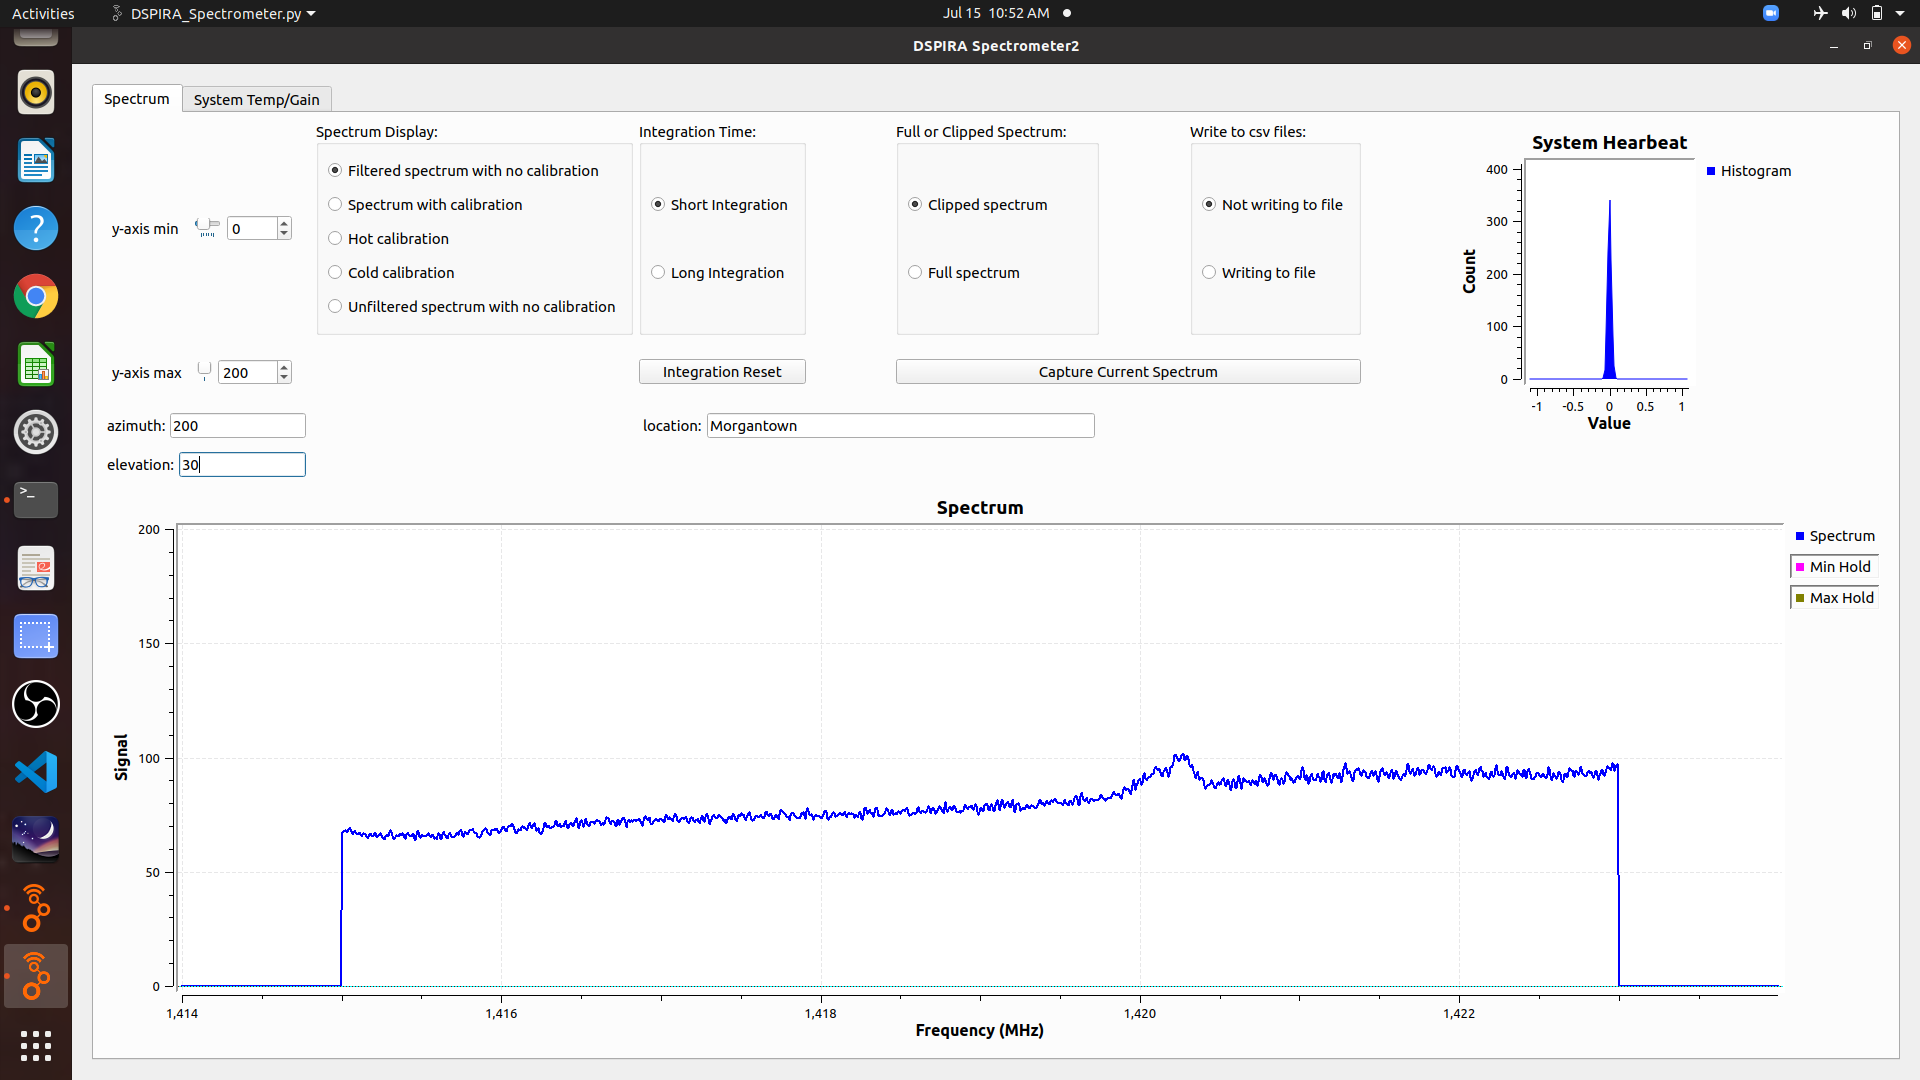 Activities
DSPIRA_Spectrometer.py
Jul 15 10:52 AM
DSPIRA Spectrometer2
Spectrum
System Temp/Gain
Spectrum Display:
Integration Time:
Full or Clipped Spectrum:
Write to csv files:
Filtered spectrum with no calibration
Spectrum with calibration
Hot calibration
Cold calibration
Unfiltered spectrum with no calibration
Short Integration
Long Integration
Clipped spectrum
Full spectrum
Not writing to file
Writing to file
y-axis min
0
y-axis max
200
Integration Reset
Capture Current Spectrum
azimuth:
200
location:
Morgantown
elevation:
30
System Hearbeat
Histogram
Count
400
300
200
100
0
-1
-0.5
0
0.5
1
Value
Spectrum
Spectrum
Min Hold
Max Hold
Signal
200
150
100
50
0
1,414
1,416
1,418
1,420
1,422
Frequency (MHz)